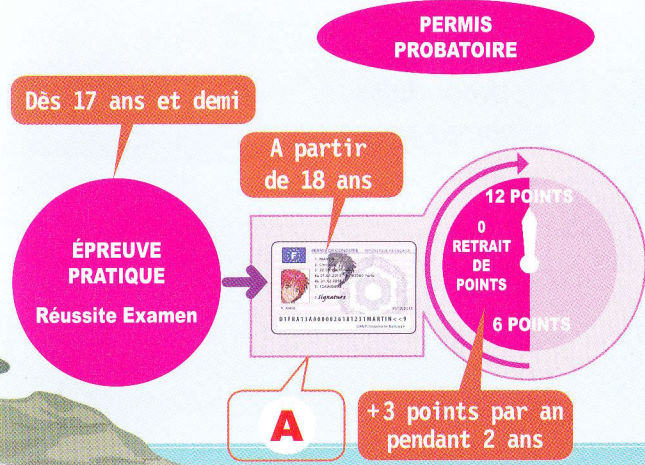 PERMIS
PROBATOIRE
Dès 17 ans et demi
A partir
de 18 ans
ÉPREUVE
PRATIQUE
Réussite Examen
12 POINTS
0
RETRAIT
DE
POINTS
6 POINTS
F
Signature
A
+3 points par an
pendant 2 ans